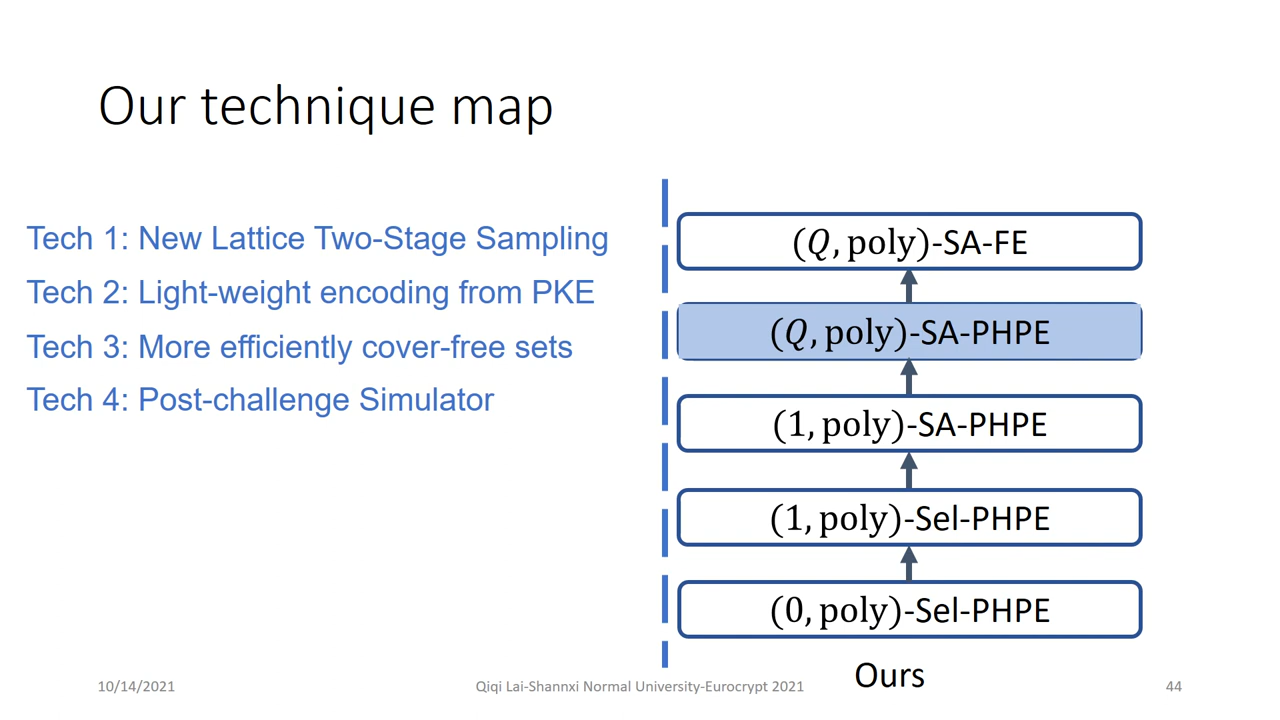 Our technique map
Tech 1: New Lattice Two-Stage Sampling
Tech 2: Light-weight encoding from PKE
Tech 3: More efficiently cover-free sets
Tech 4: Post-challenge Simulator
(Q, poly)-SA-FE
(Q, poly)-SA-PHPE
(1, poly)-SA-PHPE
(1, poly)-Sel-PHPE
(0, poly)-Sel-PHPE
Ours
10/14/2021
Qiqi Lai-Shannxi Normal University-Eurocrypt 2021
44